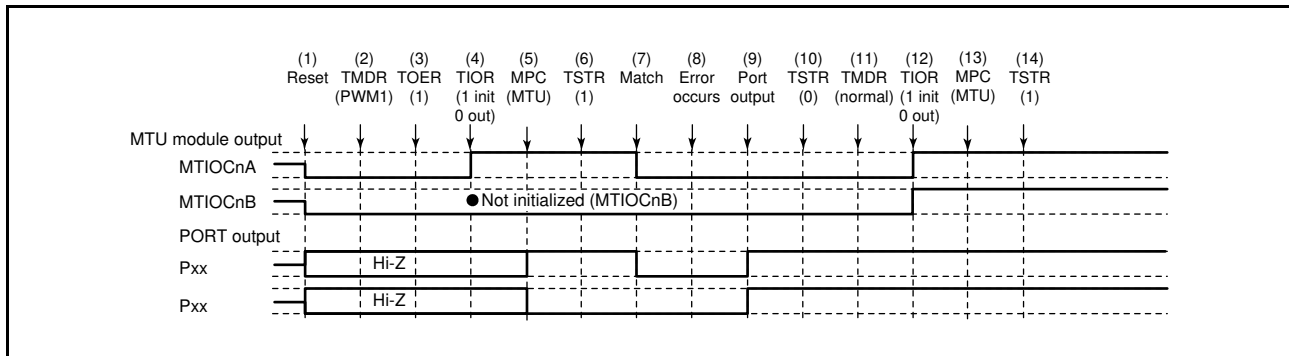 (1) (2) (3) (4) (5) (6) (7) (8) (9) (10) (11) (12) (13) (14)
Reset TMDR TOER TIOR MPC TSTR Match Error Port TSTR TMDR TIOR MPC TSTR
(PWM1) (1) (1 init (MTU) (1) occurs output (0) (normal) (1 init (MTU) (1)
0 out) 0 out)
MTU module output
MTIOCnA
MTIOCnB ●Not initialized (MTIOCnB)
PORT output
Pxx Hi-Z
Pxx Hi-Z